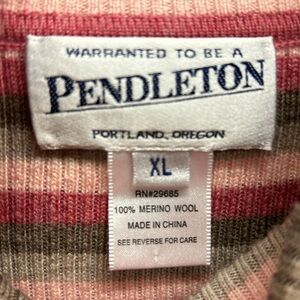 WARRANTED TO BE A
PENDLETON
PORTLAND, OREGON
XL
RN#29685
100% MERINO WOOL
MADE IN CHINA
SEE REVERSE FOR CARE